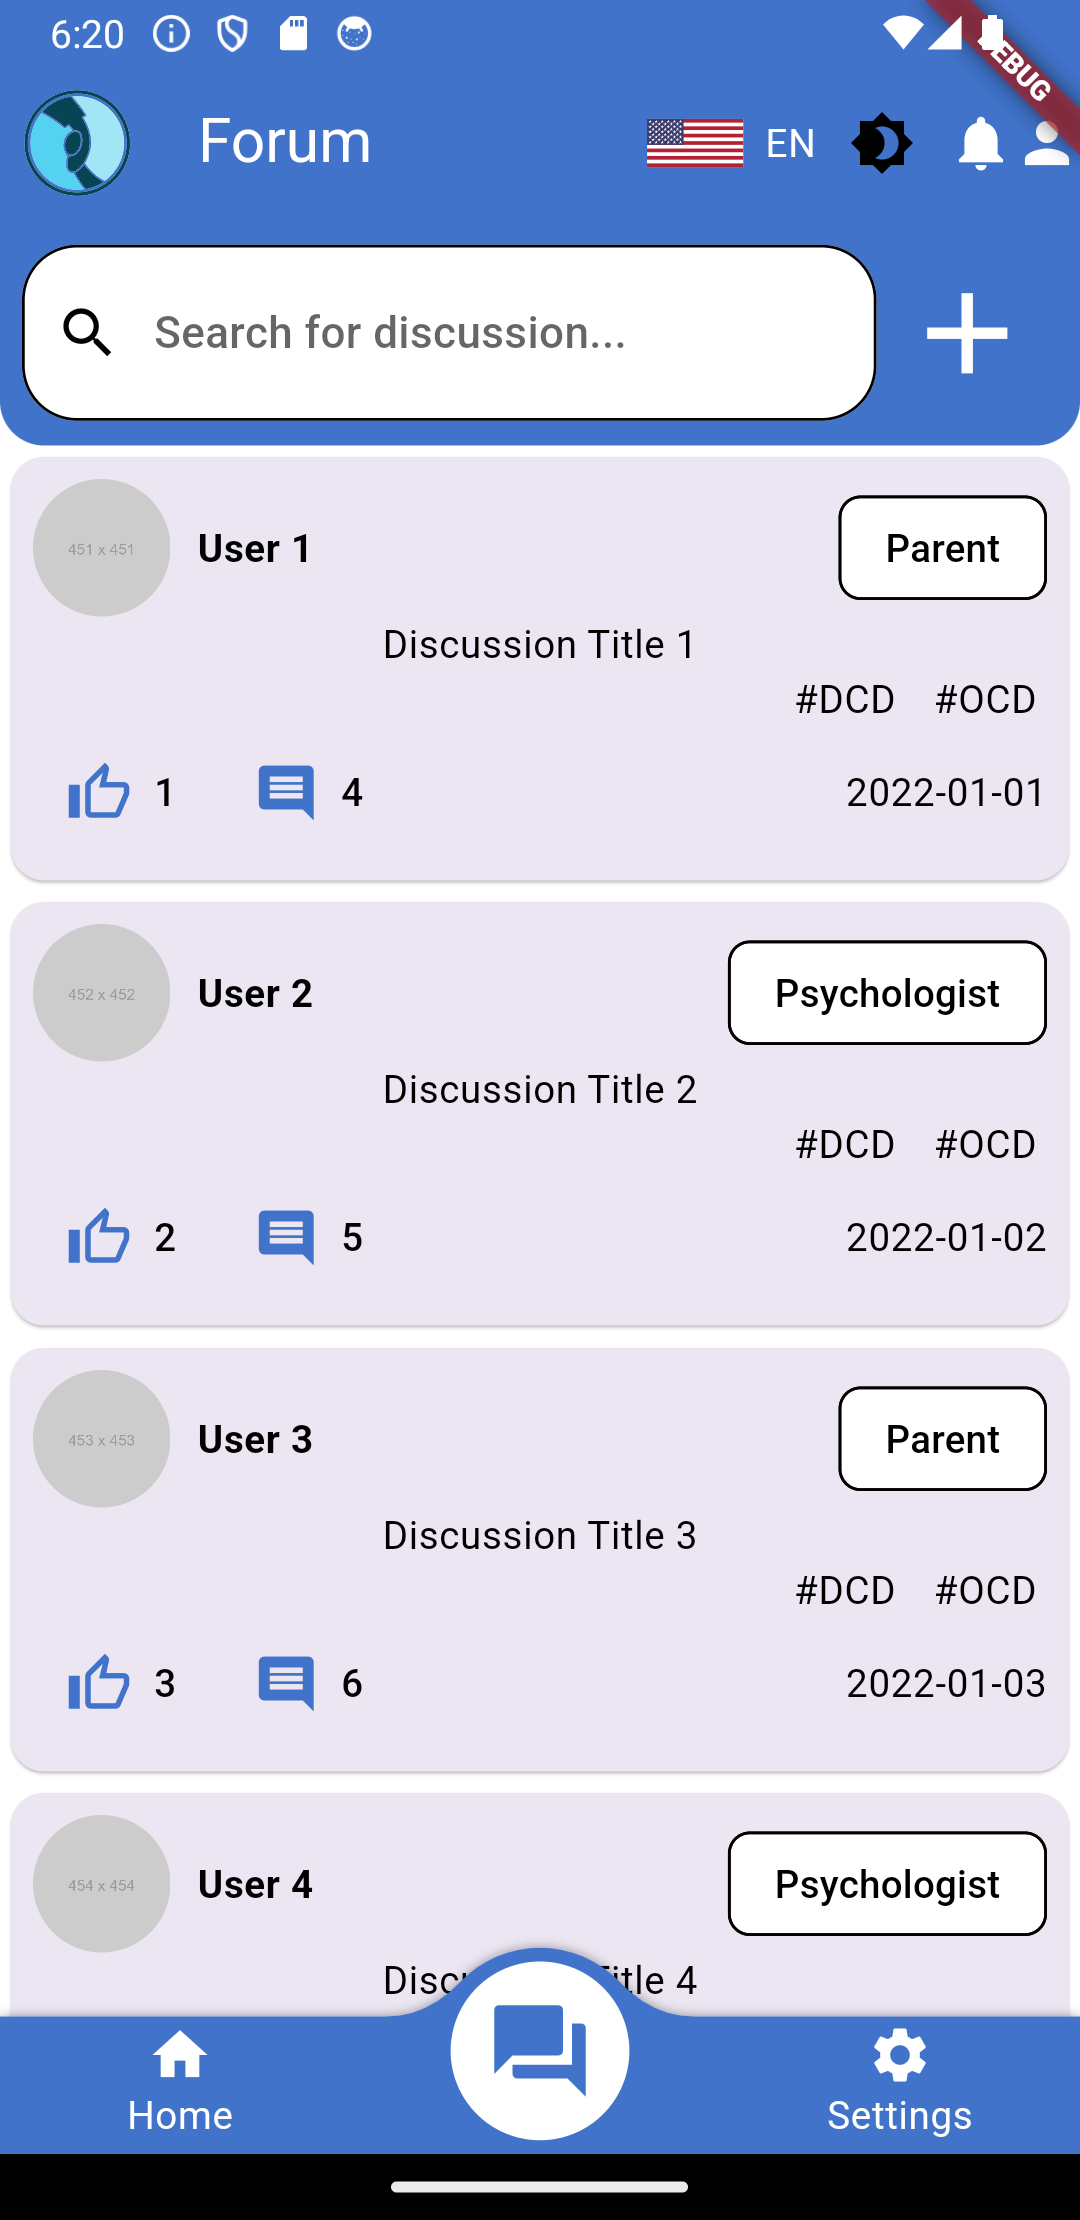 6:20
EBUG
Forum
EN
Search for discussion...
451 x 451
User 1
Parent
Discussion Title 1
#DCD #OCD
1
4
2022-01-01
452 x 452
User 2
Psychologist
Discussion Title 2
#DCD #OCD
2
5
2022-01-02
453 x 453
User 3
Parent
Discussion Title 3
#DCD #OCD
3
6
2022-01-03
454 x 454
User 4
Psychologist
Disc itle 4
Home
Settings